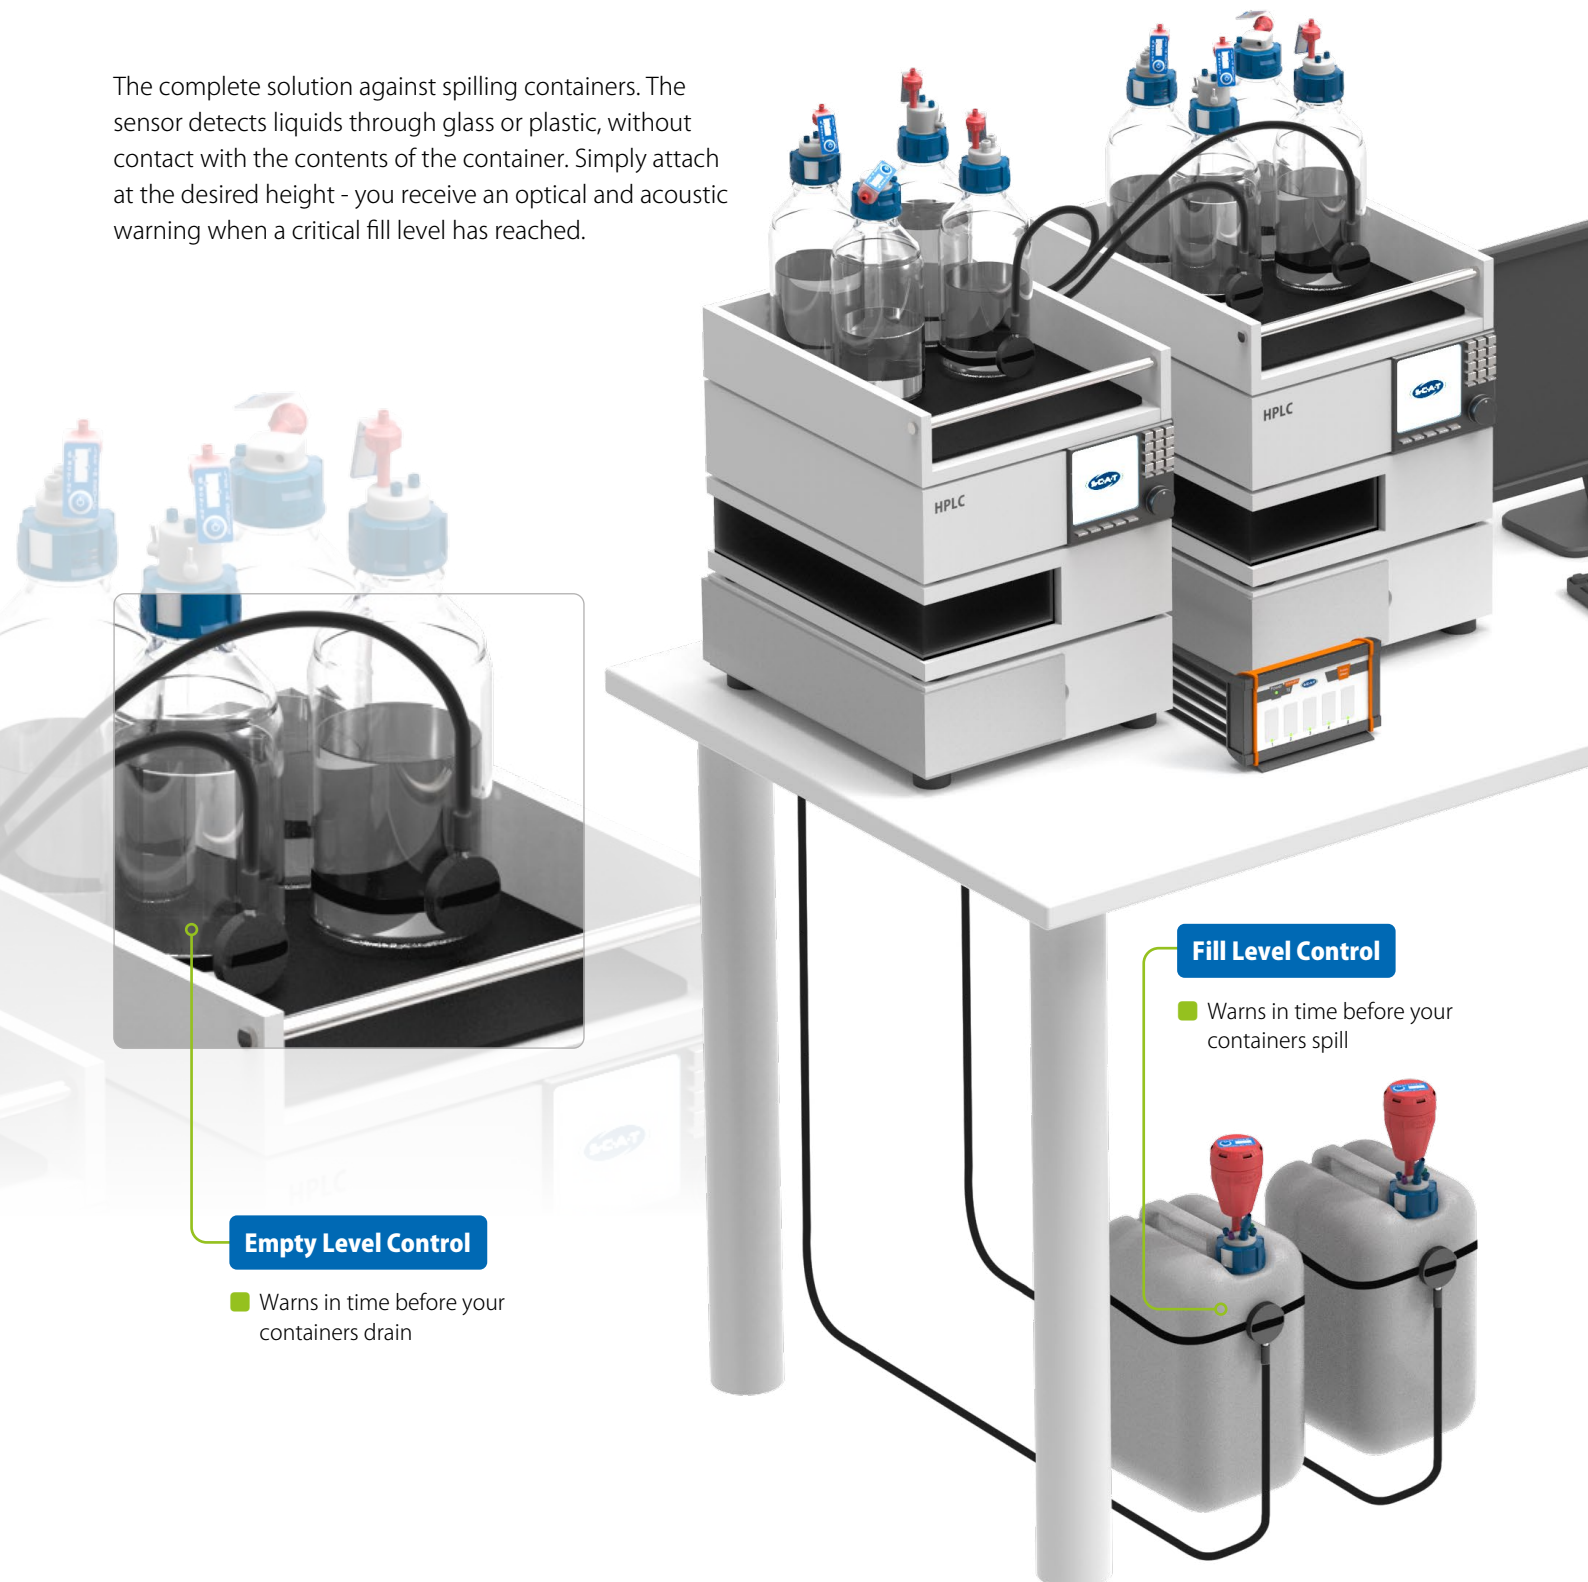 The complete solution against spilling containers. The
sensor detects liquids through glass or plastic, without
contact with the contents of the container. Simply attach
at the desired height - you receive an optical and acoustic
warning when a critical fill level has reached.
HPLC
HPLC
Fill Level Control
Warns in time before your
containers spill
HPLC
Empty Level Control
Warns in time before your
containers drain